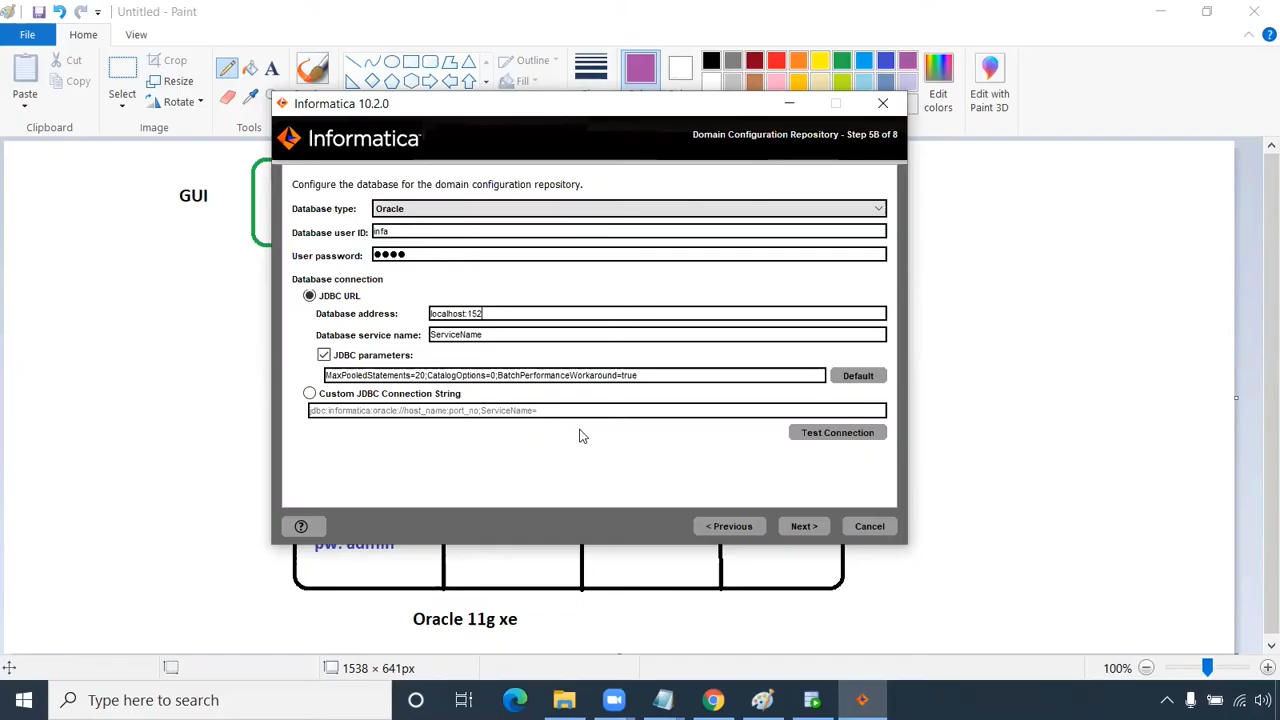 Untitled - Paint
File
Home
View
Paste
Cut
Copy
Clipboard
Select
Resize
Rotate
Image
A
Tools
Outline
Fill
Edit
colors
Edit with
Paint 3D
GUI
Informatica 10.2.0
Informatica
Domain Configuration Repository - Step 5B of 8
Configure the database for the domain configuration repository.
Database type:
Oracle
Database user ID:
infa
User password:
●●●●
Database connection
JDBC URL
Database address:
localhost:152
Database service name:
ServiceName
JDBC parameters:
MaxPooledStatements=20;CatalogOptions=0;BatchPerformanceWorkaround=true
Default
Custom JDBC Connection String
jdbc:informatica:oracle://host_name:port_no;ServiceName=
Test Connection
?
< Previous
Next >
Cancel
pw: admin
Oracle 11g xe
1538 × 641px
100%
Type here to search